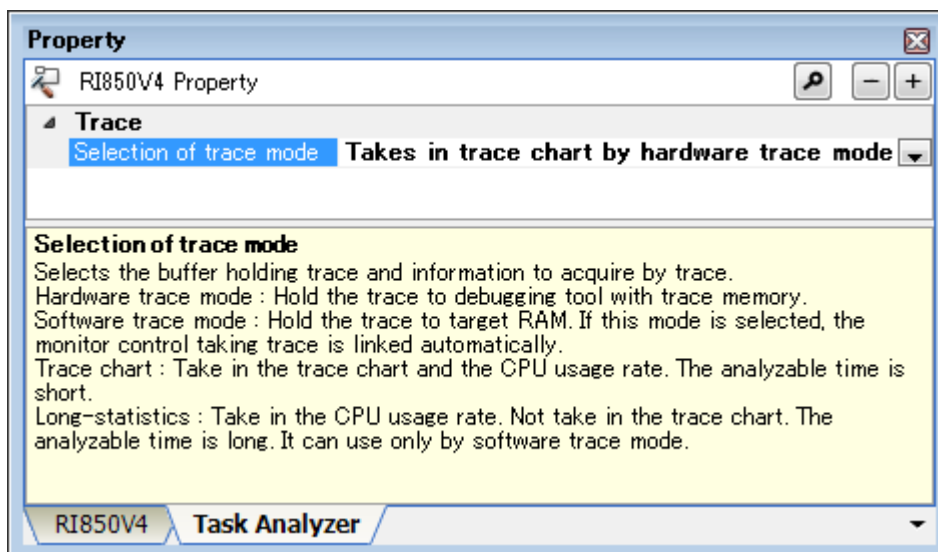 Property
RI850V4 Property
Trace
Selection of trace mode Takes in trace chart by hardware trace mode
Selection of trace mode
Selects the buffer holding trace and information to acquire by trace.
Hardware trace mode : Hold the trace to debugging tool with trace memory.
Software trace mode : Hold the trace to target RAM. If this mode is selected, the
monitor control taking trace is linked automatically.
Trace chart : Take in the trace chart and the CPU usage rate. The analyzable time is
short.
Long-statistics : Take in the CPU usage rate. Not take in the trace chart. The
analyzable time is long. It can use only by software trace mode.
RI850V4 Task Analyzer